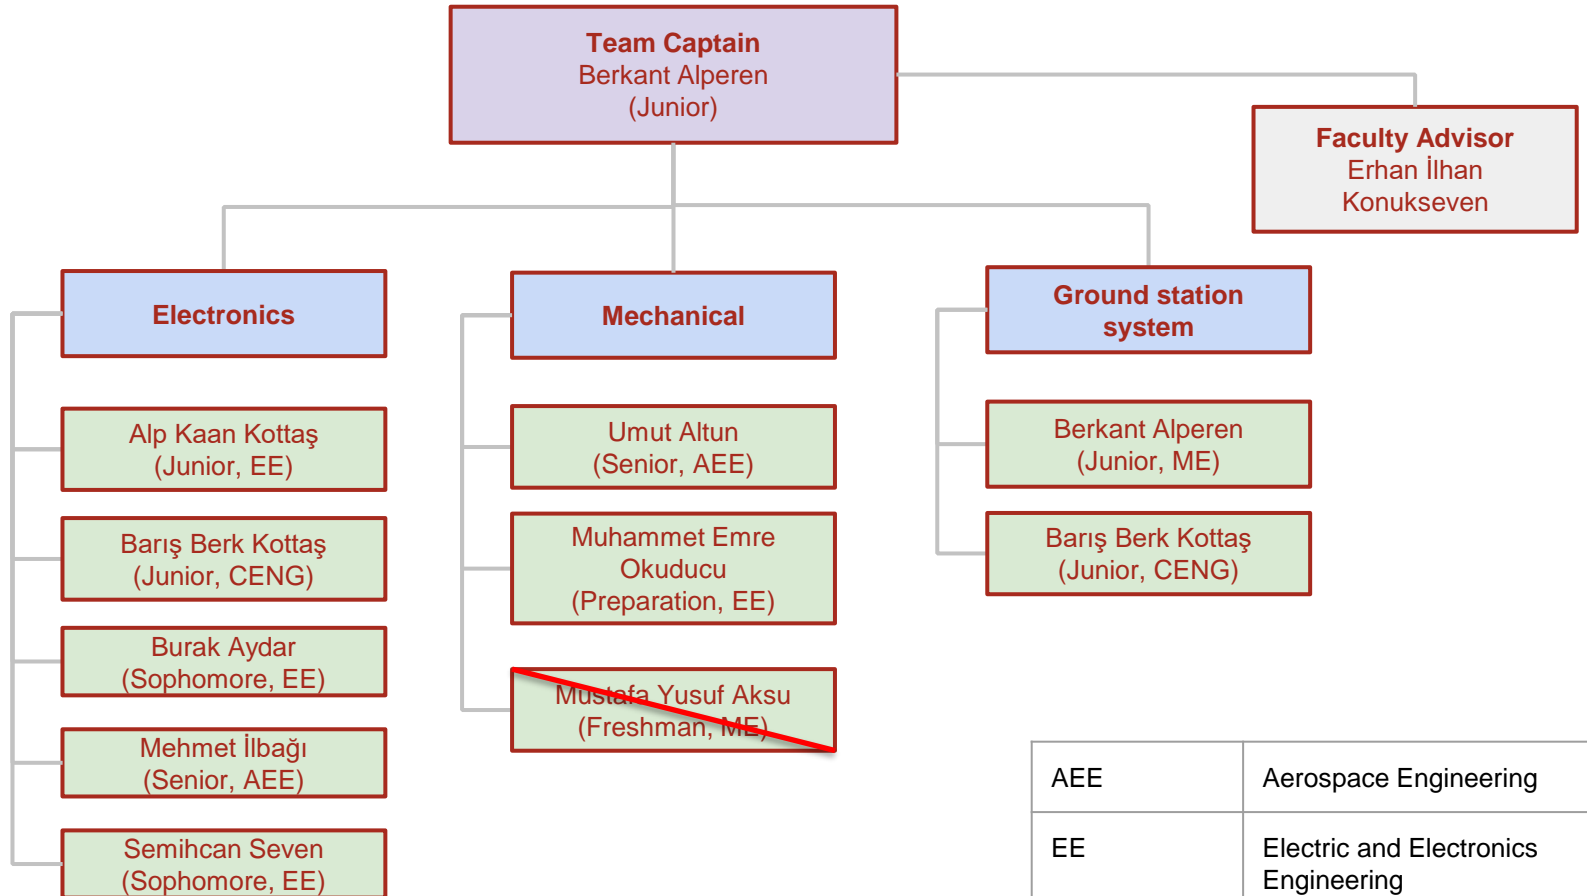 Team Captain
Berkant Alperen
(Junior)
Faculty Advisor
Erhan İlhan
Konukseven
Electronics
Alp Kaan Kottaş
(Junior, EE)
Barış Berk Kottaş
(Junior, CENG)
Burak Aydar
(Sophomore, EE)
Mehmet İlbağı
(Senior, AEE)
Semihcan Seven
(Sophomore, EE)
Mechanical
Umut Altun
(Senior, AEE)
Muhammet Emre
Okuducu
(Preparation, EE)
Mustafa Yusuf Aksu
(Freshman, ME)
Ground station
system
Berkant Alperen
(Junior, ME)
Barış Berk Kottaş
(Junior, CENG)
AEE
Aerospace Engineering
EE
Electric and Electronics
Engineering